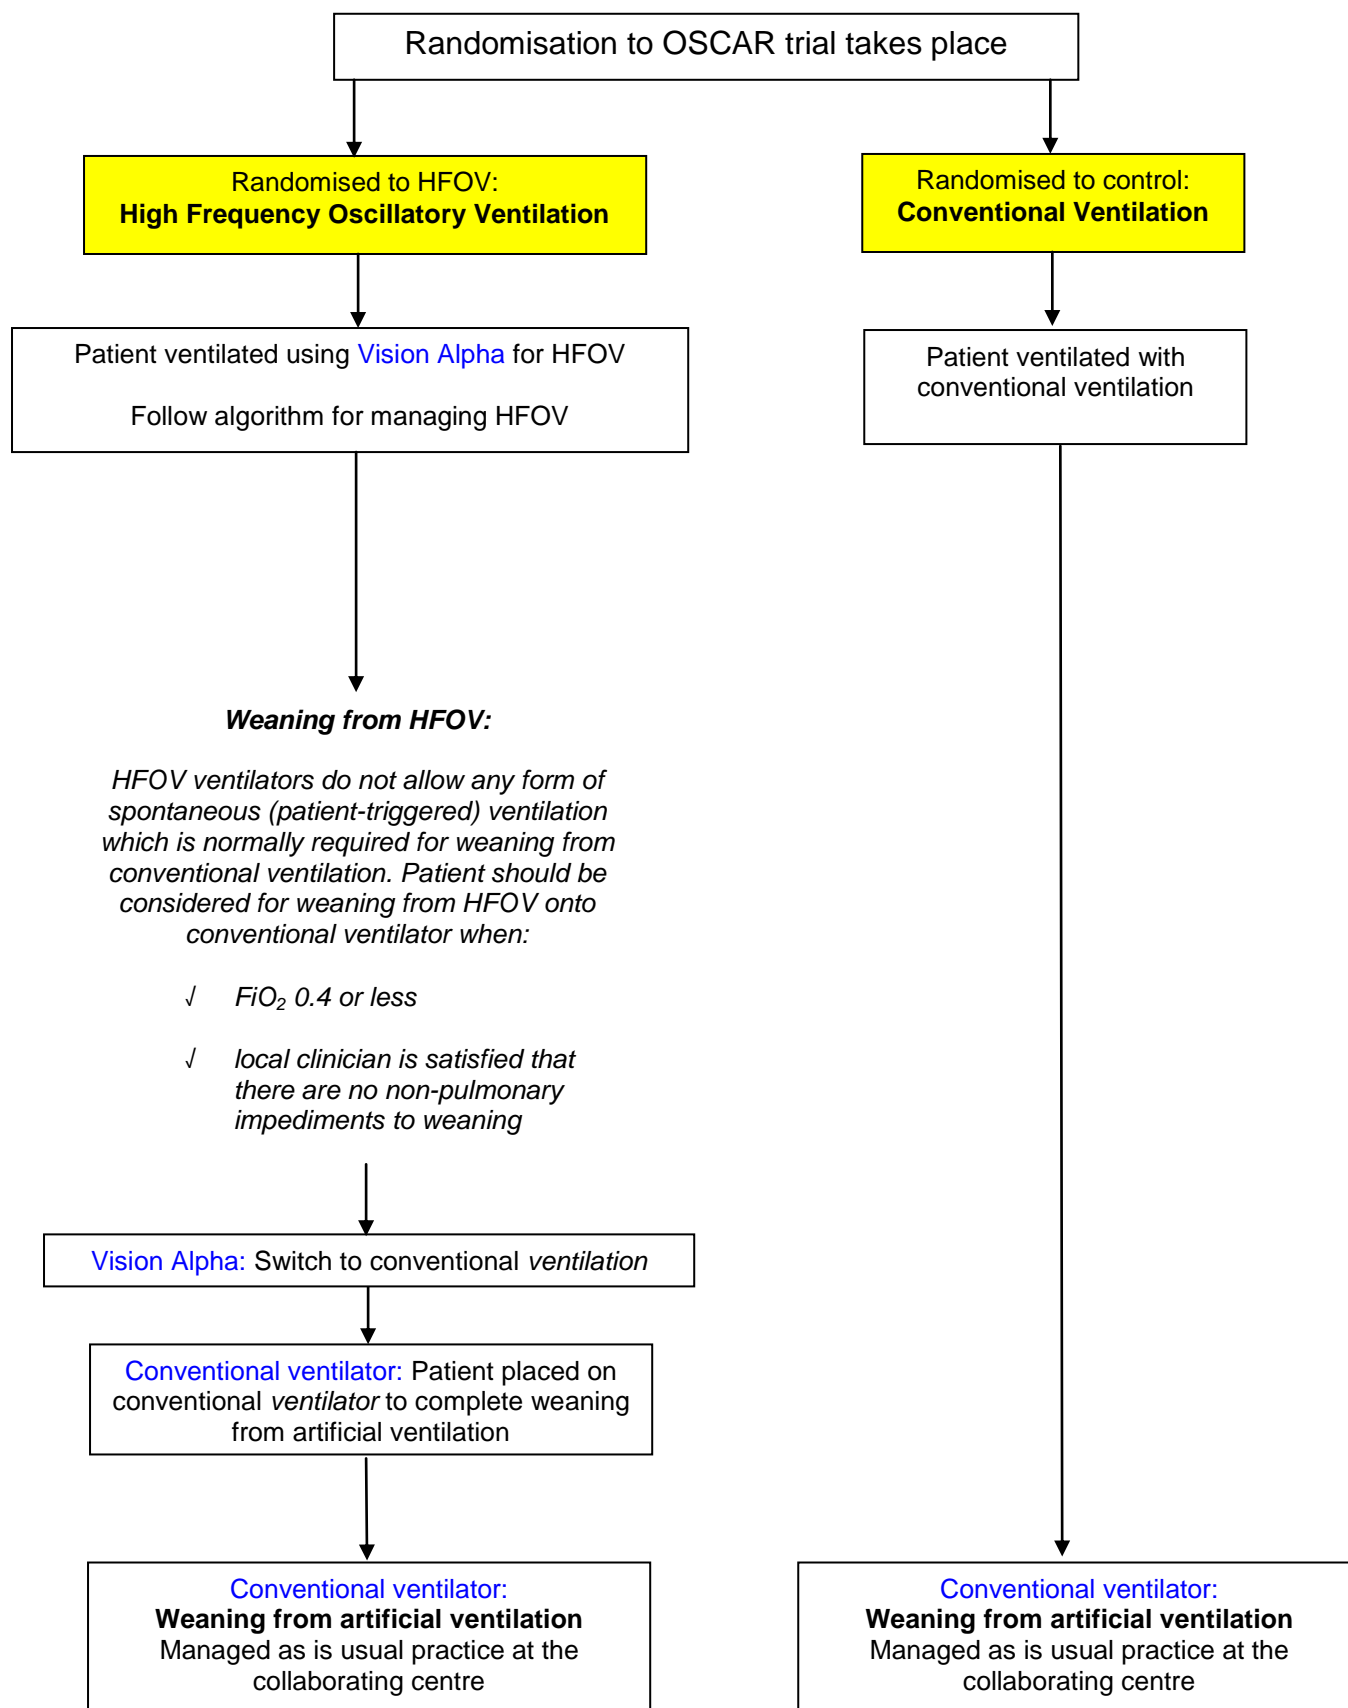 Randomisation to OSCAR trial takes place
Randomised to HFOV:
High Frequency Oscillatory Ventilation
Randomised to control:
Conventional Ventilation
Patient ventilated using Vision Alpha for HFOV
Follow algorithm for managing HFOV
Patient ventilated with
conventional ventilation
Weaning from HFOV:
HFOV ventilators do not allow any form of
spontaneous (patient-triggered) ventilation
which is normally required for weaning from
conventional ventilation. Patient should be
considered for weaning from HFOV onto
conventional ventilator when:
√ FiO₂ 0.4 or less
√ local clinician is satisfied that
there are no non-pulmonary
impediments to weaning
Vision Alpha: Switch to conventional ventilation
Conventional ventilator: Patient placed on
conventional ventilator to complete weaning
from artificial ventilation
Conventional ventilator:
Weaning from artificial ventilation
Managed as is usual practice at the
collaborating centre
Conventional ventilator:
Weaning from artificial ventilation
Managed as is usual practice at the
collaborating centre